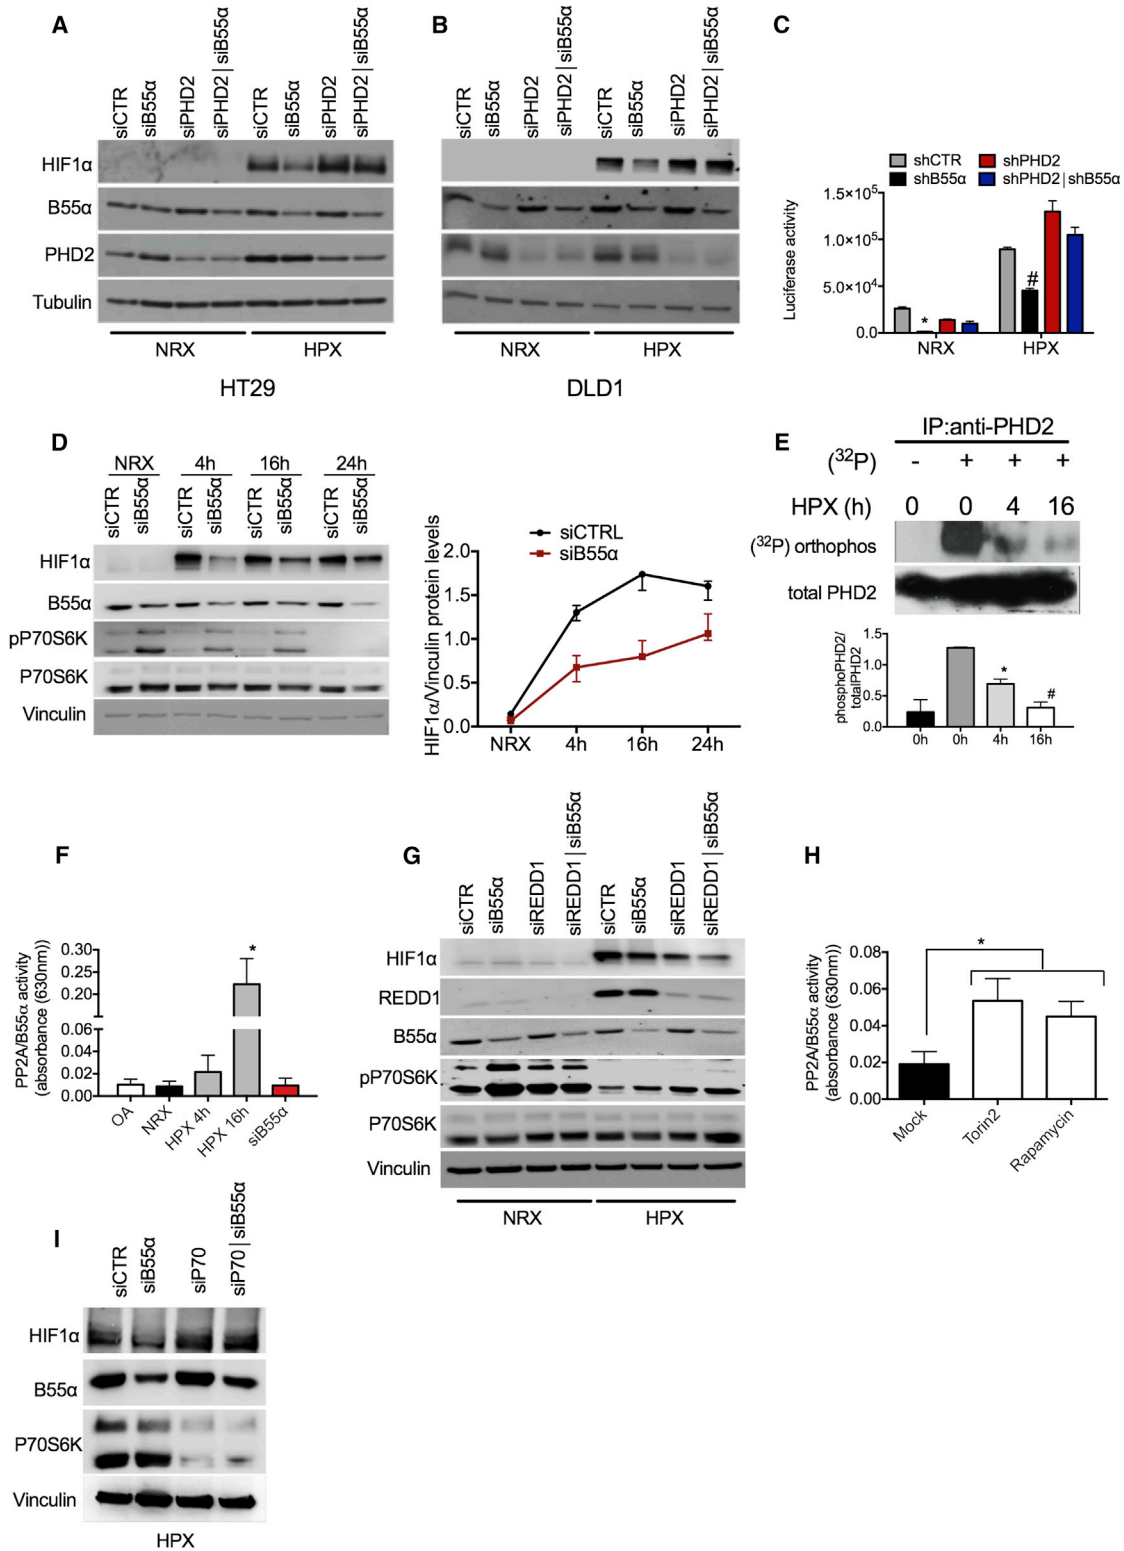 A
siCTR
siB55α
siPHD2
siPHD2|siB55α
siCTR
siB55α
siPHD2
siPHD2|siB55α
HIF1α
B55α
PHD2
Tubulin
NRX
HPX
HT29
B
siCTR
siB55α
siPHD2
siPHD2|siB55α
siCTR
siB55α
siPHD2
siPHD2|siB55α
NRX
HPX
DLD1
C
shCTR
shPHD2
shB55α
shPHD2|shB55α
Luciferase activity
1.5×10⁵
1.0×10⁵
5.0×10⁴
0.0
*
#
NRX
HPX
D
NRX
4h
16h
24h
siCTR
siB55α
siCTR
siB55α
siCTR
siB55α
siCTR
siB55α
HIF1α
B55α
pP70S6K
P70S6K
Vinculin
siCTRL
siB55α
HIF1α/Vinculin protein levels
2.0
1.5
1.0
0.5
0.0
NRX
4h
16h
24h
E
IP:anti-PHD2
(³²P) - + + +
HPX (h) 0 0 4 16
(³²P) orthophos
total PHD2
phosphoPHD2/
totalPHD2
1.5
1.0
0.5
0.0
*
#
0h
0h
4h
16h
F
PP2A/B55α activity
(absorbance (630nm))
0.30
0.20
0.06
0.04
0.02
0.00
*
OA
NRX
HPX 4h
HPX 16h
siB55α
G
siCTR
siB55α
siREDD1
siREDD1|siB55α
siCTR
siB55α
siREDD1
siREDD1|siB55α
HIF1α
REDD1
B55α
pP70S6K
P70S6K
Vinculin
NRX
HPX
H
PP2A/B55α activity
(absorbance (630nm))
0.08
0.06
0.04
0.02
0.00
*
Mock
Torin2
Rapamycin
I
siCTR
siB55α
siP70
siP70|siB55α
HIF1α
B55α
P70S6K
Vinculin
HPX